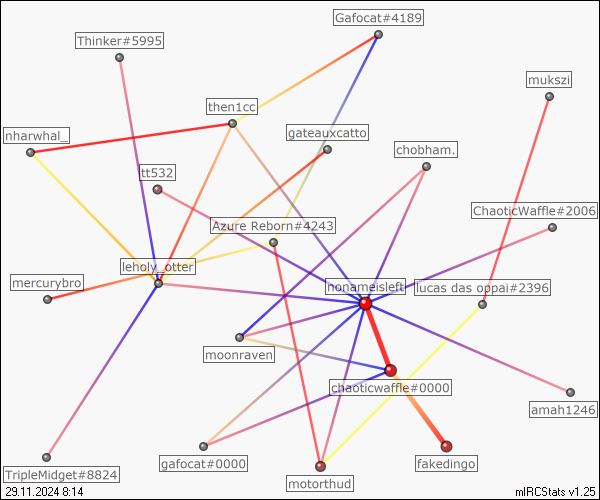 Gafocat#4189
Thinker#5995
mukszi
then1cc
nharwhal_
gateauxcatto
chobham.
tt532
ChaoticWaffle#2006
Azure Reborn#4243
leholy_otter
mercurybro
nonameisleft
lucas das oppai#2396
moonraven
chaoticwaffle#0000
amah1246
gafocat#0000
fakedingo
TripleMidget#8824
motorthud
29.11.2024 8:14
mIRCStats v1.25